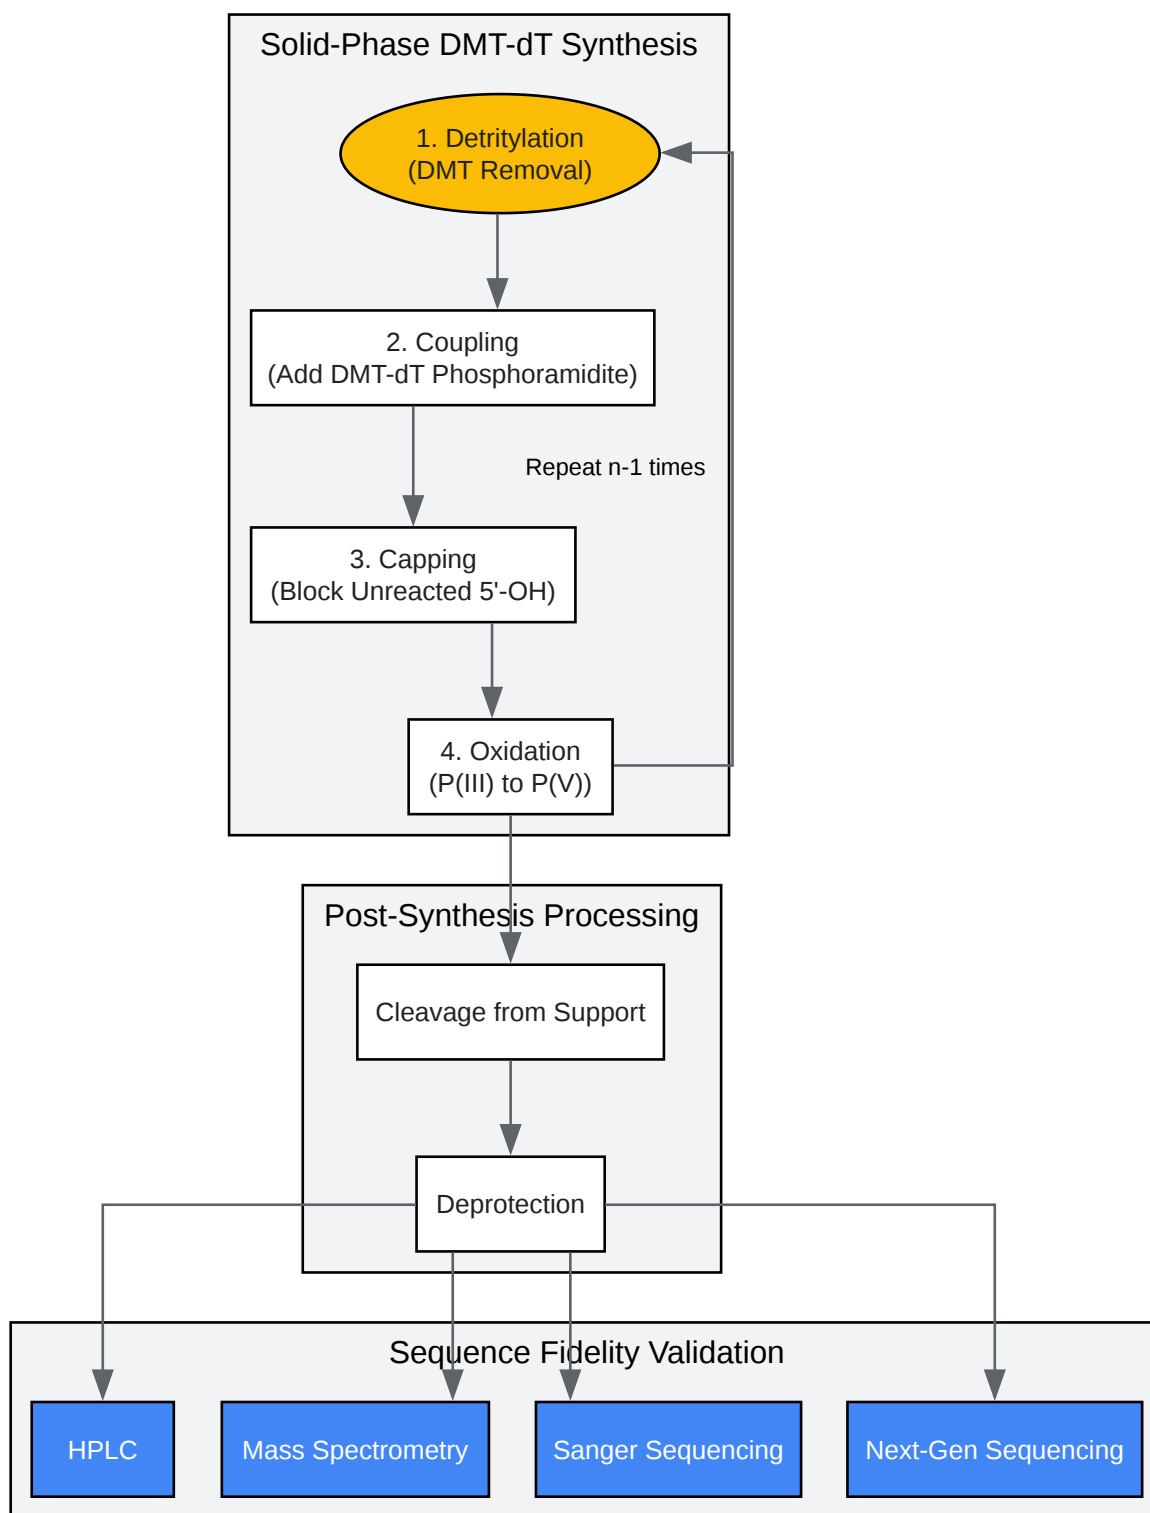 Solid-Phase DMT-dT Synthesis
1. Detritylation
(DMT Removal)
2. Coupling
(Add DMT-dT Phosphoramidite)
Repeat n-1 times
3. Capping
(Block Unreacted 5'-OH)
4. Oxidation
(P(III) to P(V))
Post-Synthesis Processing
Cleavage from Support
Deprotection
Sequence Fidelity Validation
HPLC
Mass Spectrometry
Sanger Sequencing
Next-Gen Sequencing